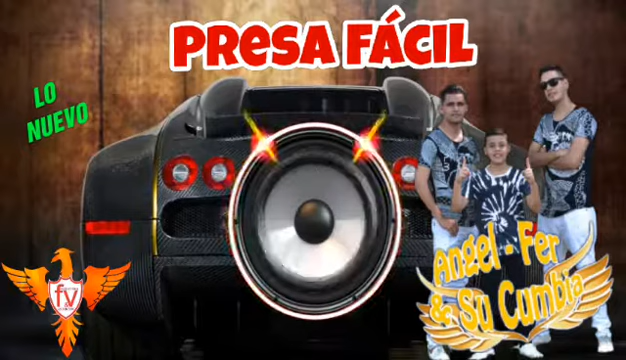 PRESA FÁCIL
LO
NUEVO
fv
Angel - Fer
& Su Cumbia